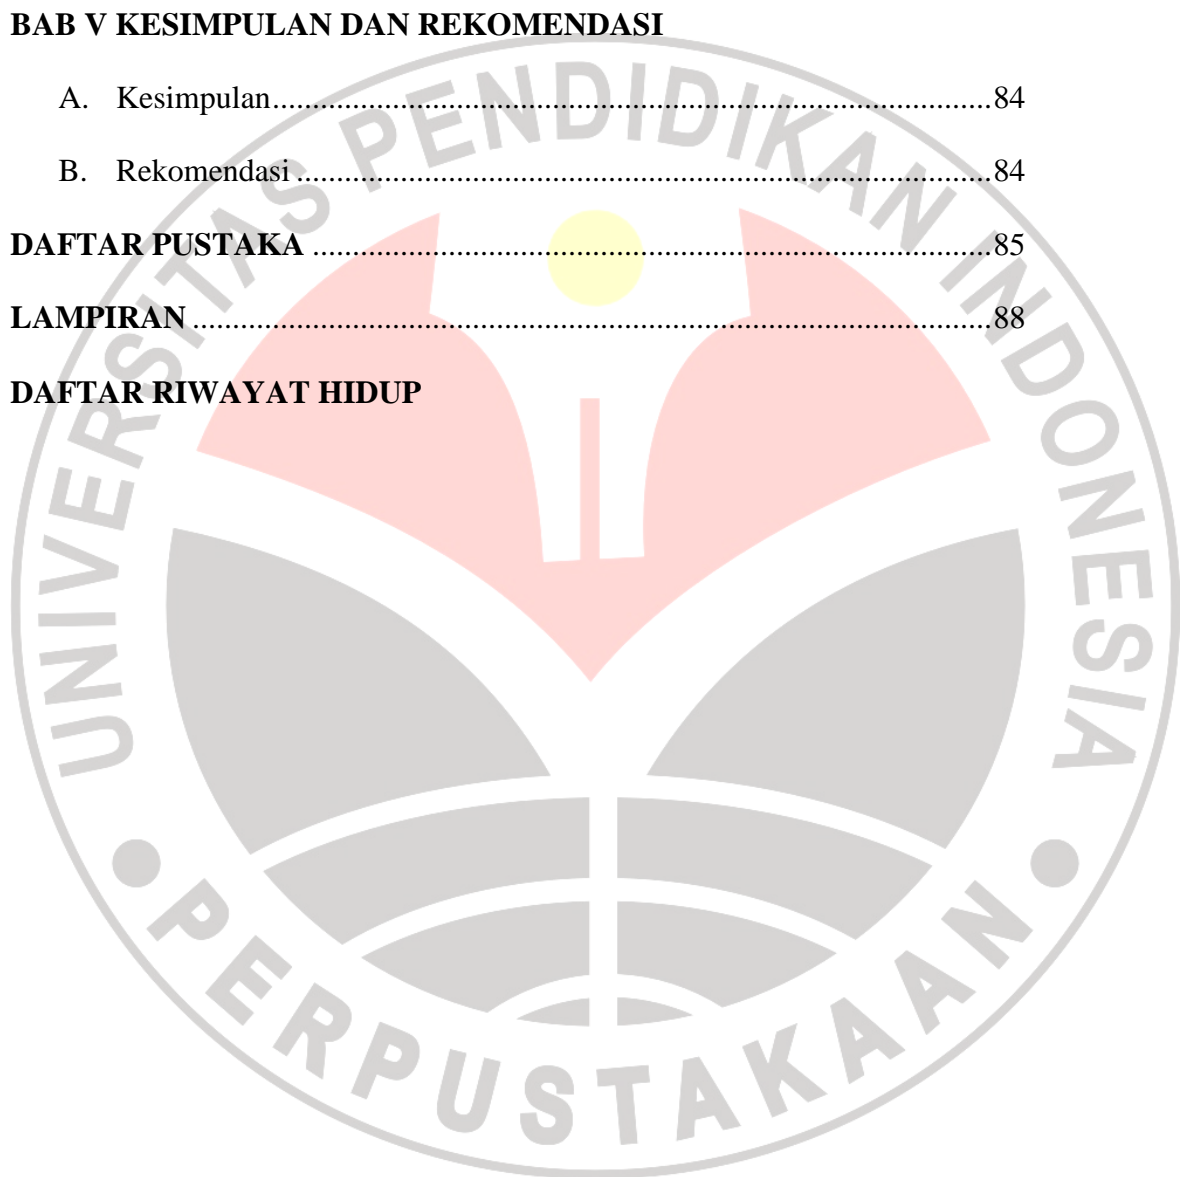 BAB V KESIMPULAN DAN REKOMENDASI
A. Kesimpulan.........................................................................................84
B. Rekomendasi......................................................................................84
DAFTAR PUSTAKA ....................................................................................85
LAMPIRAN...................................................................................................88
DAFTAR RIWAYAT HIDUP
UNIVERSITAS PENDIDIKAN INDONESIA
PERPUSTAKAAN